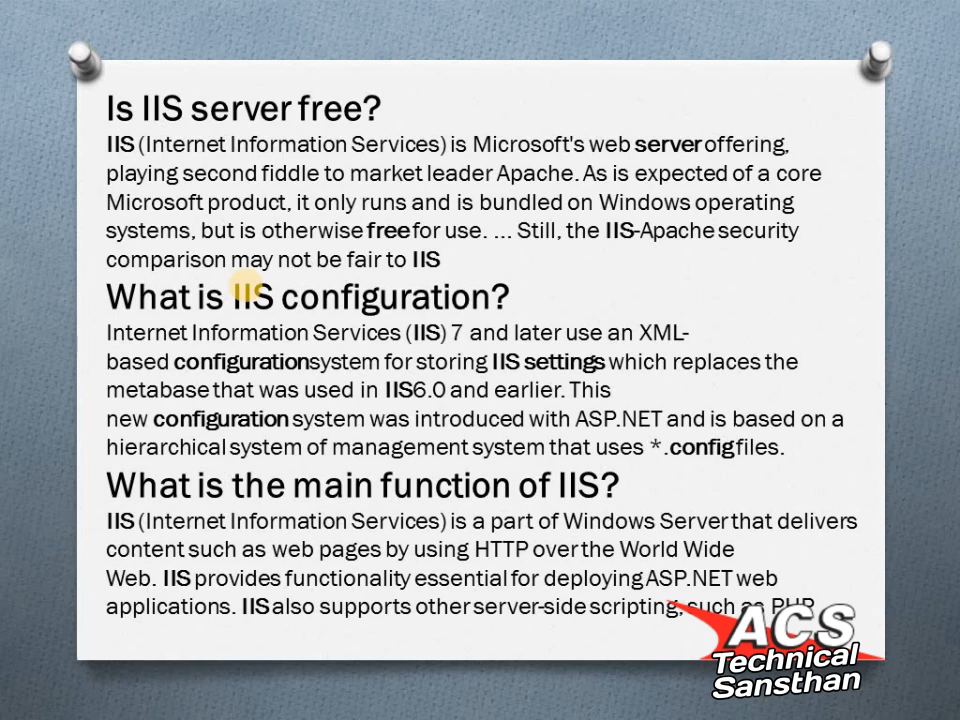 Is IIS server free?
IIS (Internet Information Services) is Microsoft's web server offering,
playing second fiddle to market leader Apache. As is expected of a core
Microsoft product, it only runs and is bundled on Windows operating
systems, but is otherwise free for use. ... Still, the IIS-Apache security
comparison may not be fair to IIS
What is IIS configuration?
Internet Information Services (IIS) 7 and later use an XML-
based configurationsystem for storing IIS settings which replaces the
metabase that was used in IIS6.0 and earlier. This
new configuration system was introduced with ASP.NET and is based on a
hierarchical system of management system that uses *.config files.
What is the main function of IIS?
IIS (Internet Information Services) is a part of Windows Server that delivers
content such as web pages by using HTTP over the World Wide
Web. IIS provides functionality essential for deploying ASP.NET web
applications. IIS also supports other server-side scripting, such as PHP
ACS
Technical
Sansthan